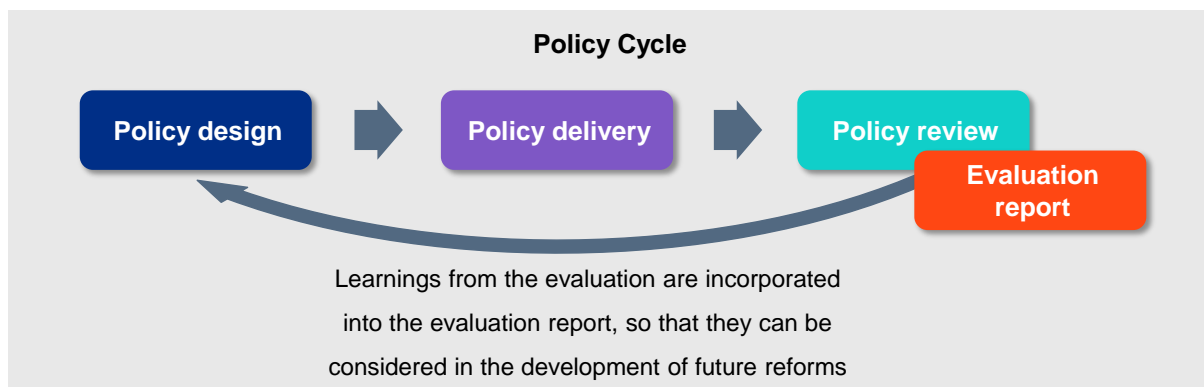 Policy Cycle
Policy design
Policy delivery
Policy review
Evaluation
report
Learnings from the evaluation are incorporated
into the evaluation report, so that they can be
considered in the development of future reforms